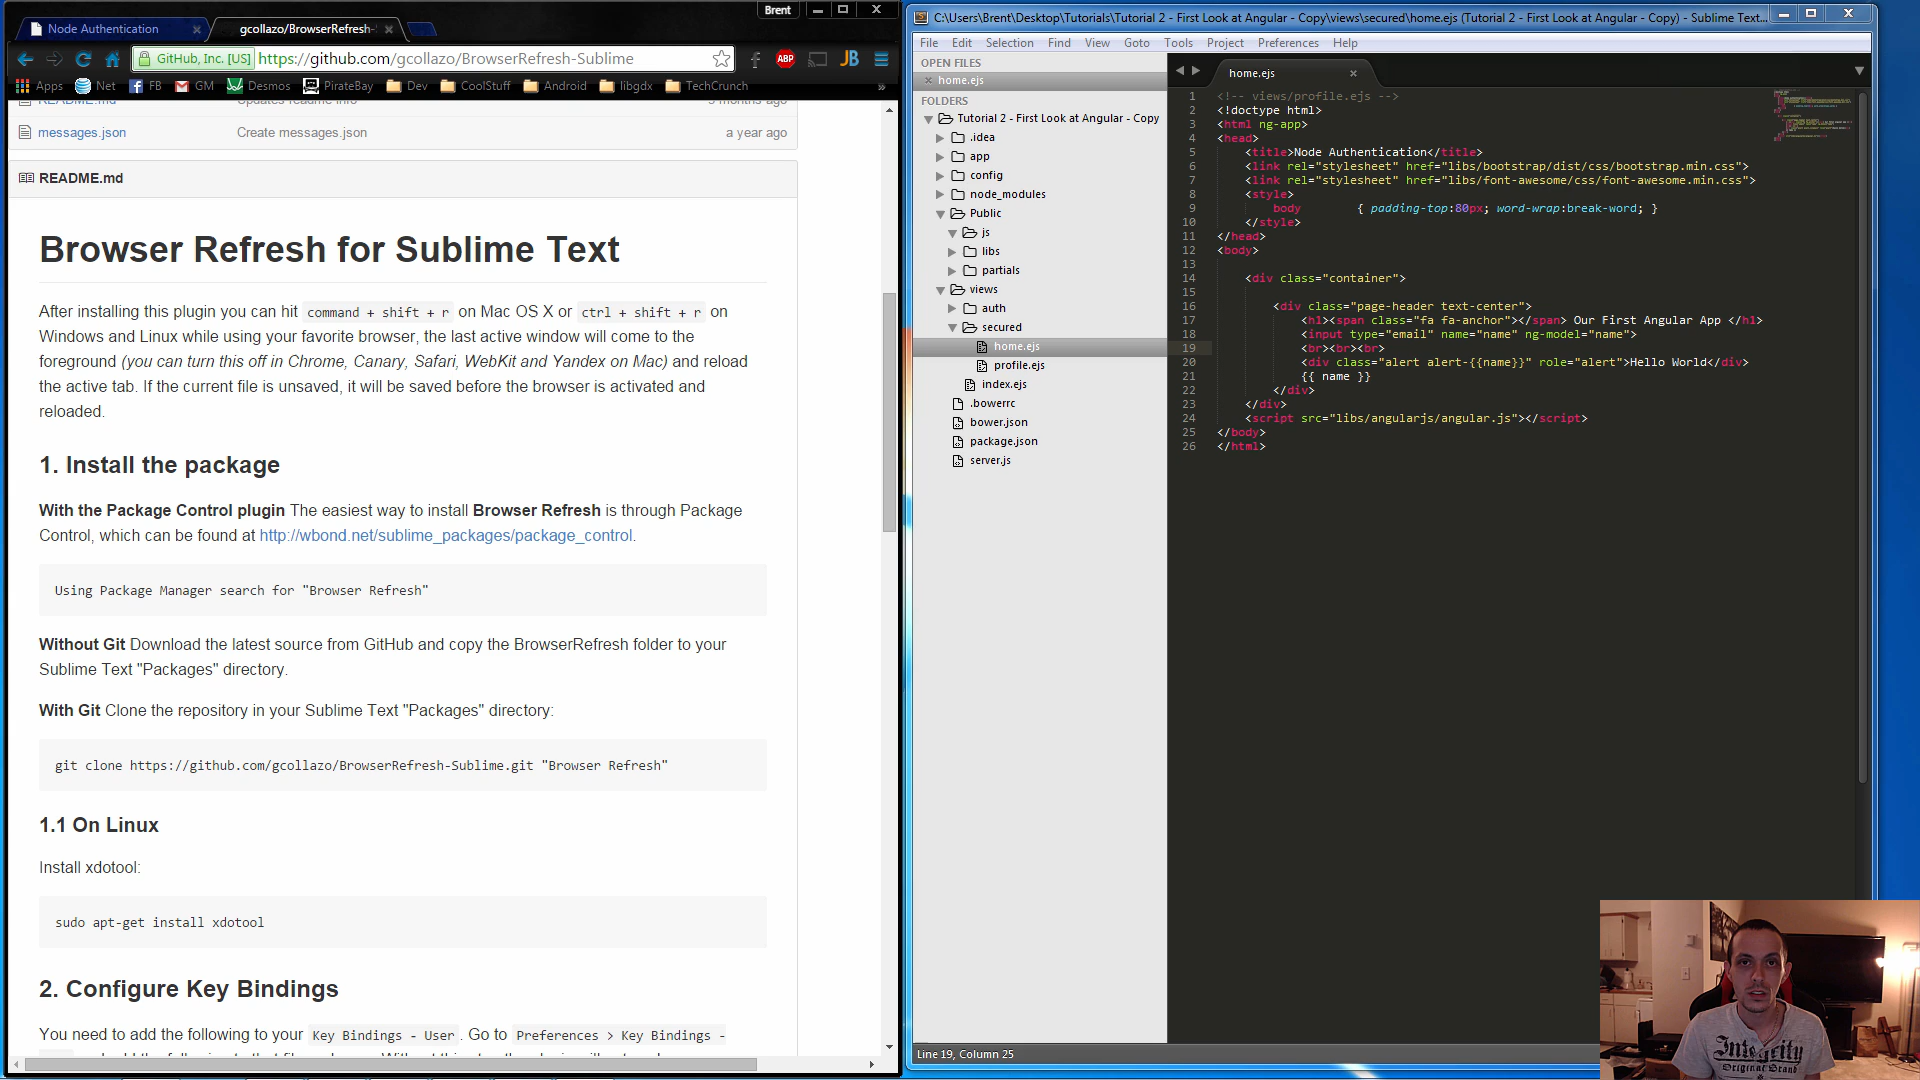 Node Authentication
gcollazo/BrowserRefresh-
Brent
GitHub, Inc. [US]
https://github.com/gcollazo/BrowserRefresh-Sublime
ABP
JB
Apps
Net
FB
GM
Desmos
PirateBay
Dev
CoolStuff
Android
libgdx
TechCrunch
»
messages.json
Create messages.json
a year ago
README.md
Browser Refresh for Sublime Text
After installing this plugin you can hit command + shift + r on Mac OS X or ctrl + shift + r on
Windows and Linux while using your favorite browser, the last active window will come to the
foreground (you can turn this off in Chrome, Canary, Safari, WebKit and Yandex on Mac) and reload
the active tab. If the current file is unsaved, it will be saved before the browser is activated and
reloaded.
1. Install the package
With the Package Control plugin The easiest way to install Browser Refresh is through Package
Control, which can be found at http://wbond.net/sublime_packages/package_control.
Using Package Manager search for "Browser Refresh"
Without Git Download the latest source from GitHub and copy the BrowserRefresh folder to your
Sublime Text "Packages" directory.
With Git Clone the repository in your Sublime Text "Packages" directory:
git clone https://github.com/gcollazo/BrowserRefresh-Sublime.git "Browser Refresh"
1.1 On Linux
Install xdotool:
sudo apt-get install xdotool
2. Configure Key Bindings
You need to add the following to your Key Bindings - User. Go to Preferences > Key Bindings -
C:\Users\Brent\Desktop\Tutorials\Tutorial 2 - First Look at Angular - Copy\views\secured\home.ejs (Tutorial 2 - First Look at Angular - Copy) - Sublime Text...
File Edit Selection Find View Goto Tools Project Preferences Help
OPEN FILES
home.ejs
FOLDERS
Tutorial 2 - First Look at Angular - Copy
.idea
app
config
node_modules
Public
js
libs
partials
views
auth
secured
home.ejs
profile.ejs
index.ejs
.bowerrc
bower.json
package.json
server.js
home.ejs
1 <!-- views/profile.ejs -->
2 <!doctype html>
3 <html ng-app>
4 <head>
5 <title>Node Authentication</title>
6 <link rel="stylesheet" href="libs/bootstrap/dist/css/bootstrap.min.css">
7 <link rel="stylesheet" href="libs/font-awesome/css/font-awesome.min.css">
8 <style>
9 body { padding-top:80px; word-wrap:break-word; }
10 </style>
11 </head>
12 <body>
13
14 <div class="container">
15
16 <div class="page-header text-center">
17 <h1><span class="fa fa-anchor"></span> Our First Angular App </h1>
18 <input type="email" name="name" ng-model="name">
19 <br><br><br>
20 <div class="alert alert-{{name}}" role="alert">Hello World</div>
21 {{ name }}
22 </div>
23 </div>
24 <script src="libs/angularjs/angular.js"></script>
25 </body>
26 </html>
Line 19, Column 25
Integrity
Original Brand